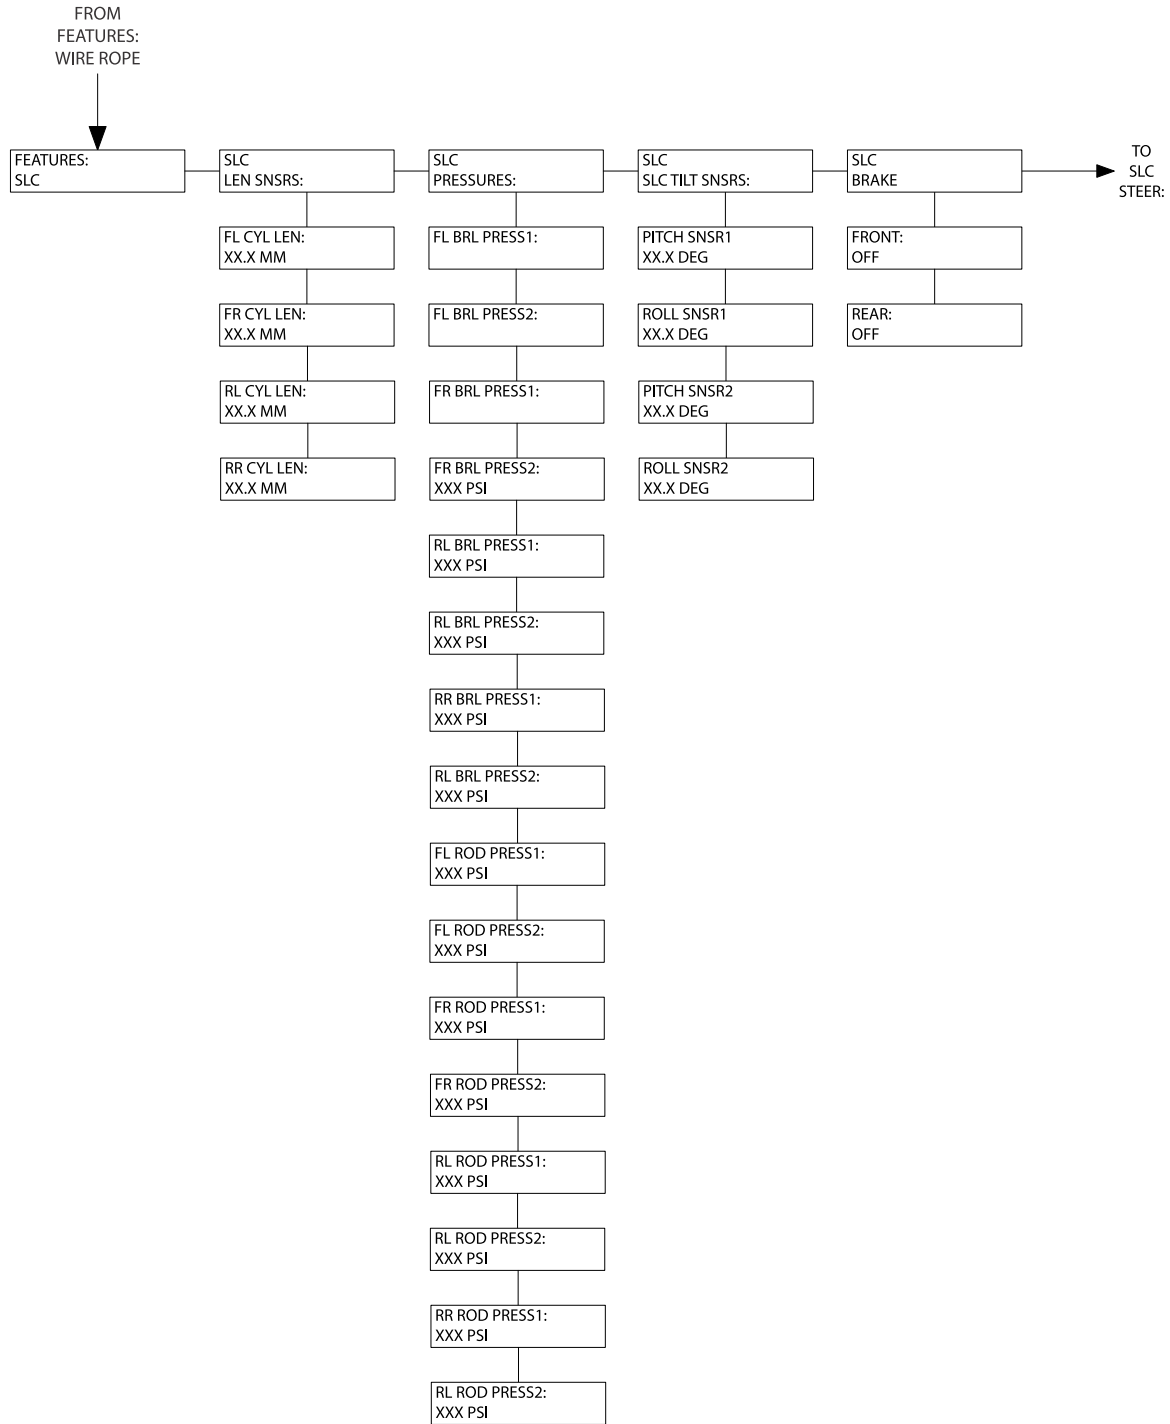 FROM
FEATURES:
WIRE ROPE
FEATURES:
SLC
SLC
LEN SNSRS:
FL CYL LEN:
XX.X MM
FR CYL LEN:
XX.X MM
RL CYL LEN:
XX.X MM
RR CYL LEN:
XX.X MM
SLC
PRESSURES:
FL BRL PRESS1:
FL BRL PRESS2:
FR BRL PRESS1:
FR BRL PRESS2:
XXX PSI
RL BRL PRESS1:
XXX PSI
RL BRL PRESS2:
XXX PSI
RR BRL PRESS1:
XXX PSI
RL BRL PRESS2:
XXX PSI
FL ROD PRESS1:
XXX PSI
FL ROD PRESS2:
XXX PSI
FR ROD PRESS1:
XXX PSI
FR ROD PRESS2:
XXX PSI
RL ROD PRESS1:
XXX PSI
RL ROD PRESS2:
XXX PSI
RR ROD PRESS1:
XXX PSI
RL ROD PRESS2:
XXX PSI
SLC
SLC TILT SNSRS:
PITCH SNSR1
XX.X DEG
ROLL SNSR1
XX.X DEG
PITCH SNSR2
XX.X DEG
ROLL SNSR2
XX.X DEG
SLC
BRAKE
FRONT:
OFF
REAR:
OFF
TO
SLC
STEER: